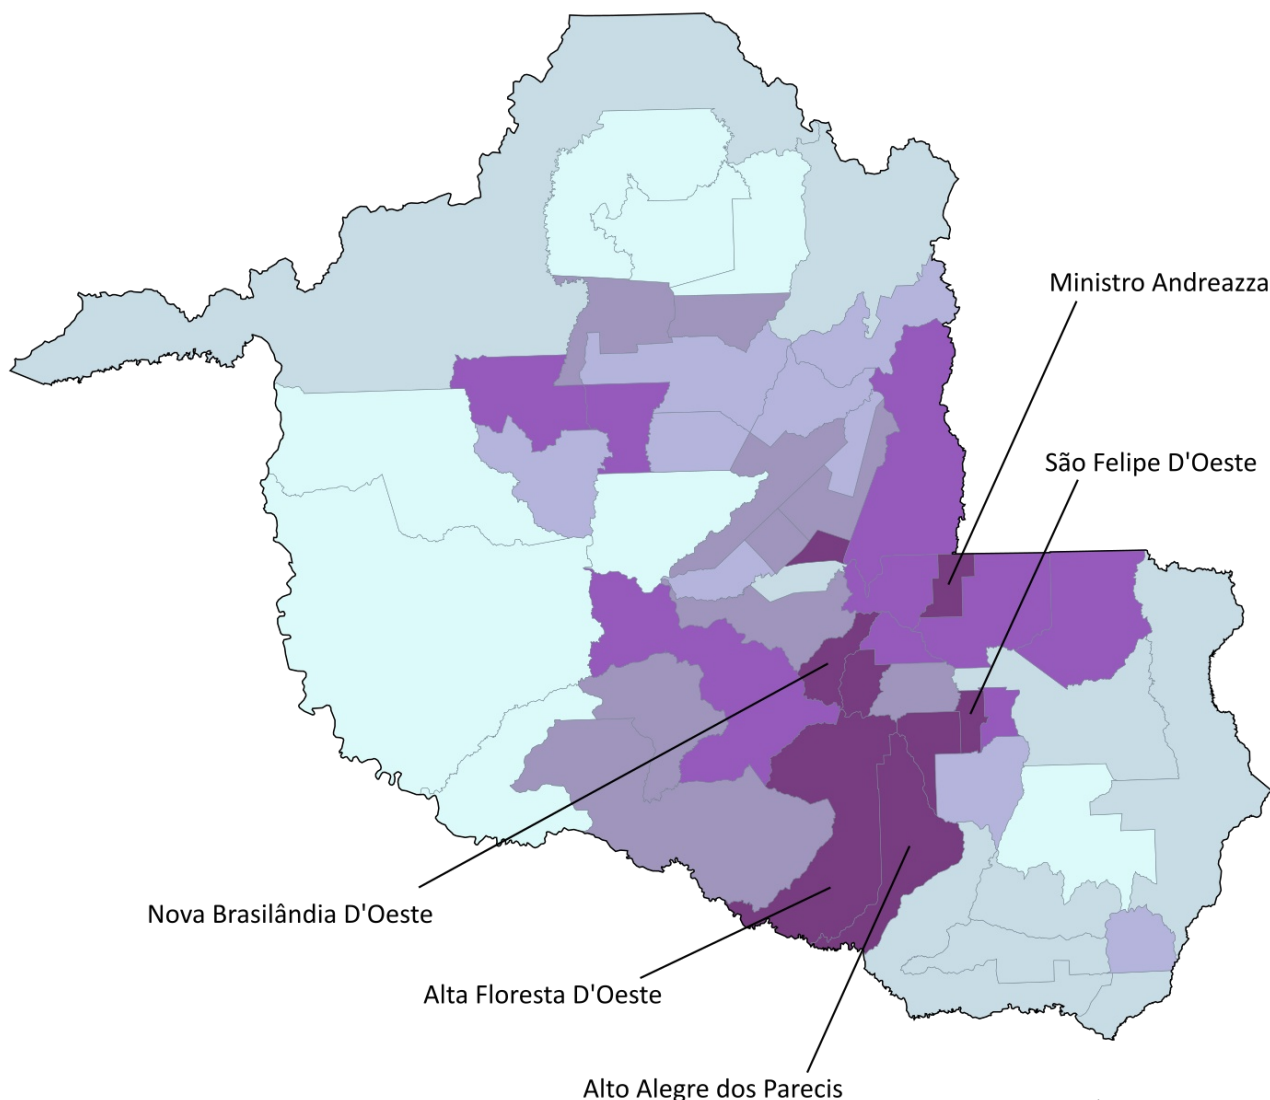 Ministro Andreazza
São Felipe D'Oeste
Nova Brasilândia D'Oeste
Alta Floresta D'Oeste
Alto Alegre dos Parecis